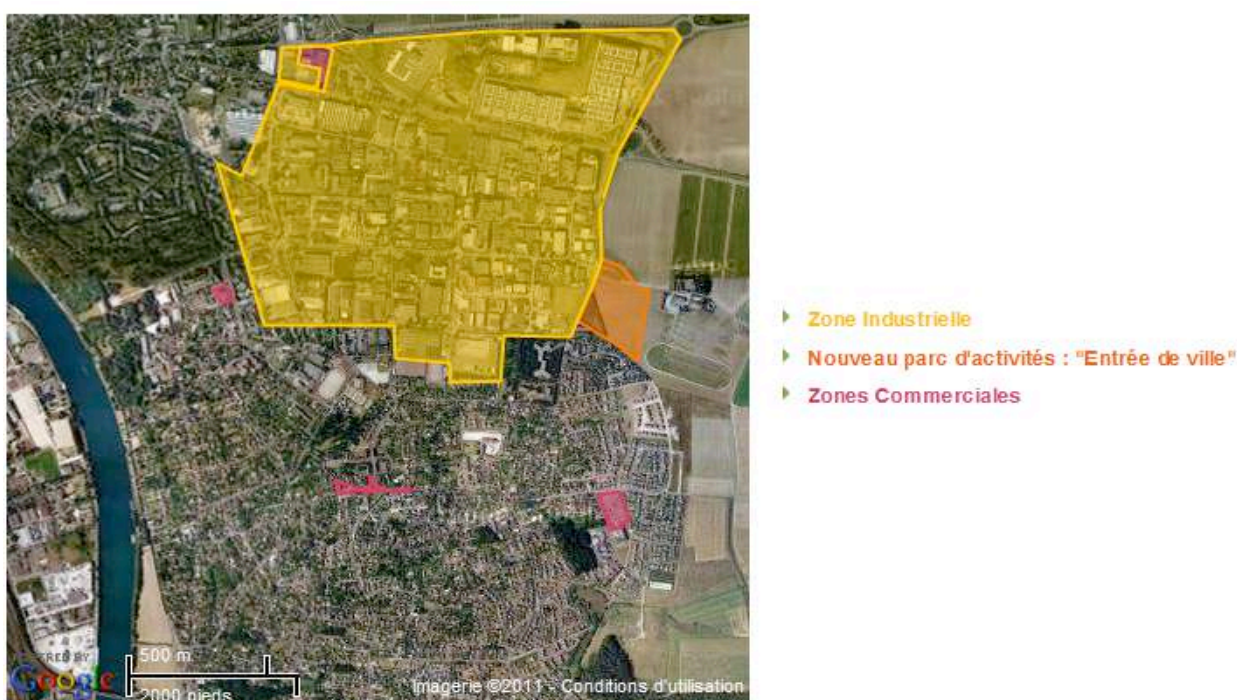 Zone Industrielle
Nouveau parc d'activités : "Entrée de ville"
Zones Commerciales
500 m
Google
2000 pieds
Imagerie ©2011 - Conditions d'utilisation